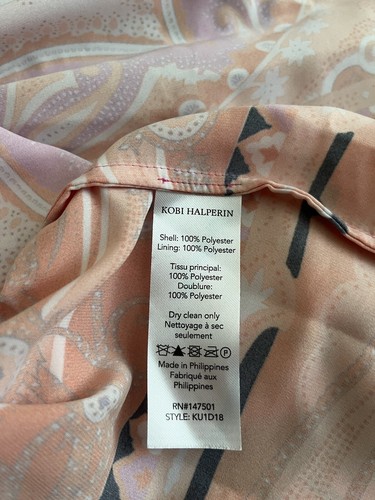 KOBI HALPERIN
Shell: 100% Polyester
Lining: 100% Polyester
Tissu principal:
100% Polyester
Doublure:
100% Polyester
Dry clean only
Nettoyage à sec
seulement
P
Made in Philippines
Fabriqué aux
Philippines
RN#147501
STYLE: KU1D18